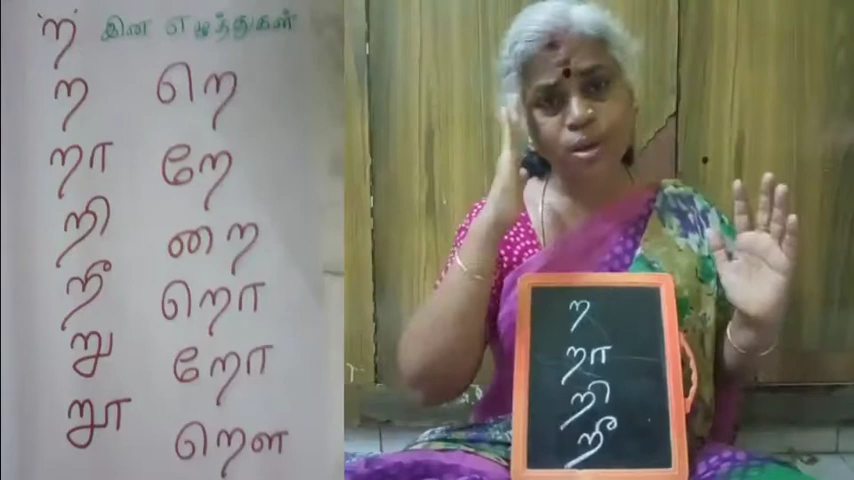 'ற' இன எழுத்துகள்
ற றெ
றா றே
றி றை
றீ றொ
று றோ
றூ றௌ
ற
றா
றி
றீ